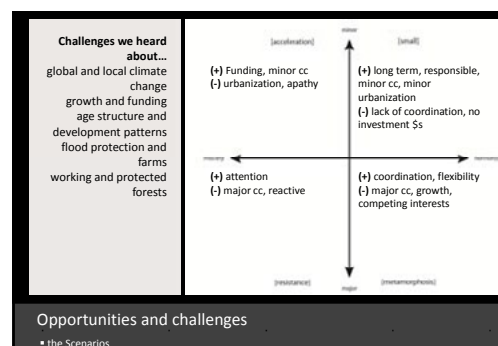 Challenges we heard
about…
global and local climate
change
growth and funding
age structure and
development patterns
flood protection and
farms
working and protected
forests
minor
[acceleration]
[small]
(+) Funding, minor cc
(-) urbanization, apathy
(+) long term, responsible,
minor cc, minor
urbanization
(-) lack of coordination, no
investment $s
(+) attention
(-) major cc, reactive
(+) coordination, flexibility
(-) major cc, growth,
competing interests
[resistance]
major
[metamorphosis]
Opportunities and challenges
▪ the Scenarios